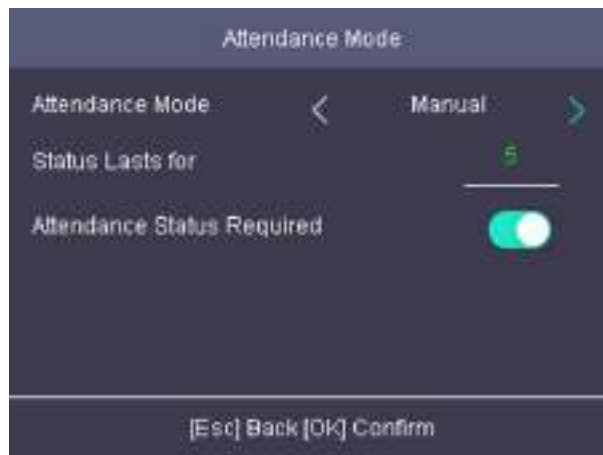 Attendance Mode
Attendance Mode < Manual >
Status Lasts for 5
Attendance Status Required
[Esc] Back [OK] Confirm